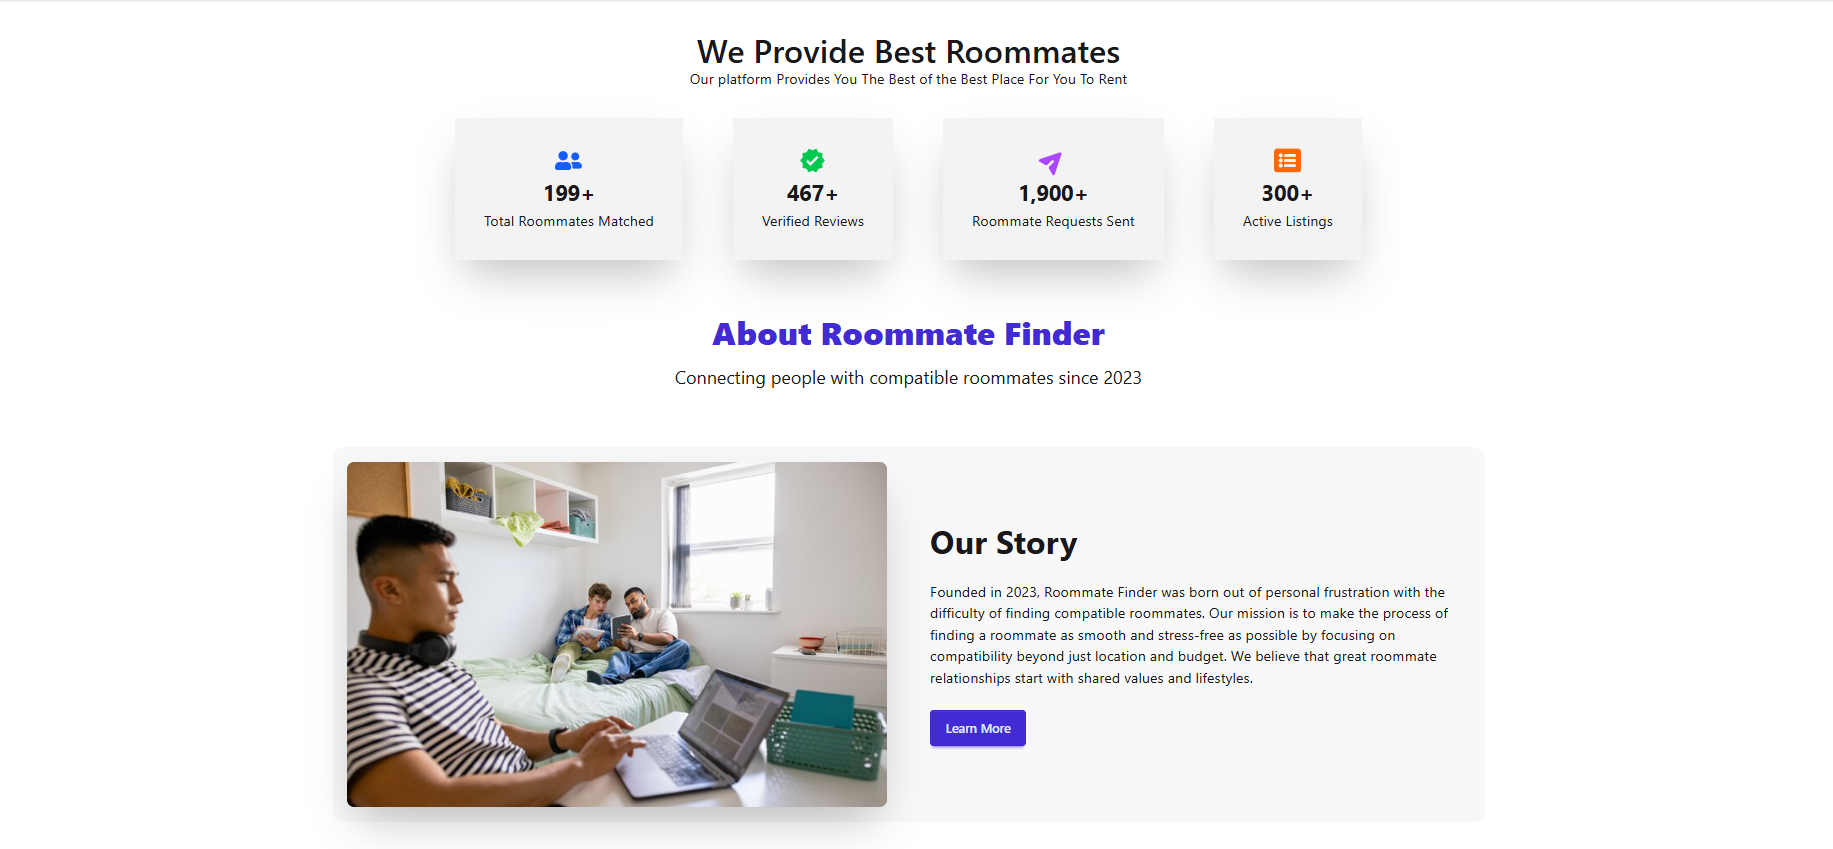 We Provide Best Roommates
Our platform Provides You The Best of the Best Place For You To Rent
199+
Total Roommates Matched
467+
Verified Reviews
1,900+
Roommate Requests Sent
300+
Active Listings
About Roommate Finder
Connecting people with compatible roommates since 2023
Our Story
Founded in 2023, Roommate Finder was born out of personal frustration with the
difficulty of finding compatible roommates. Our mission is to make the process of
finding a roommate as smooth and stress-free as possible by focusing on
compatibility beyond just location and budget. We believe that great roommate
relationships start with shared values and lifestyles.
Learn More